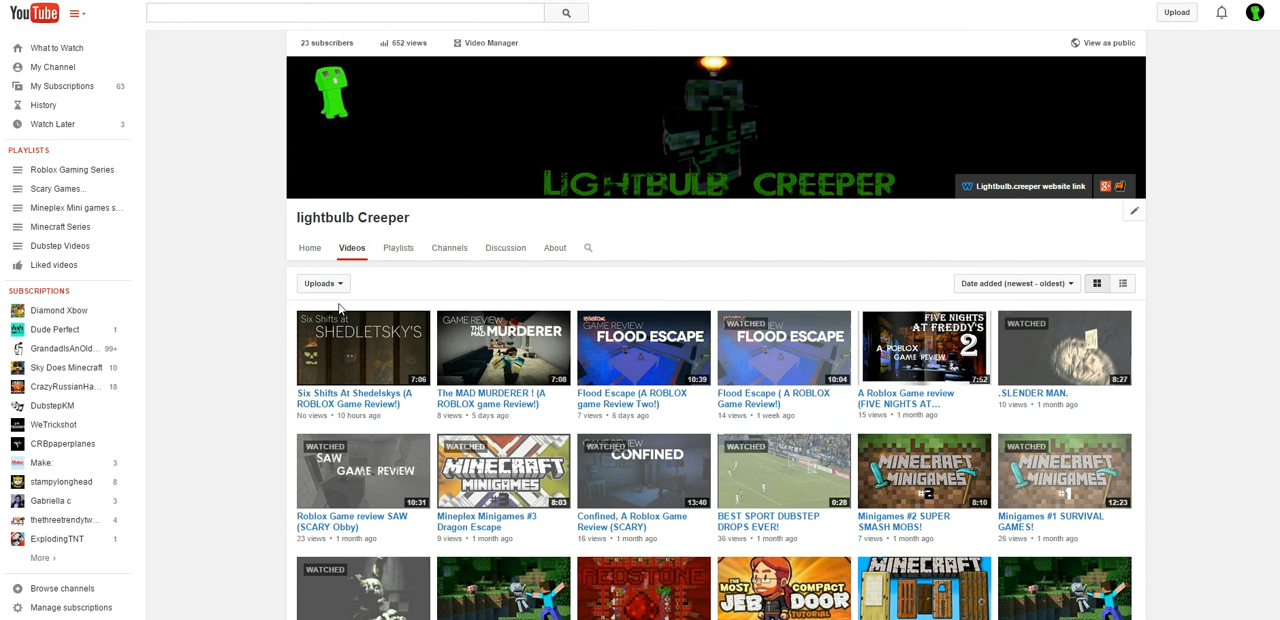 YouTube
Upload
What to Watch
My Channel
My Subscriptions 63
History
Watch Later 3
PLAYLISTS
Roblox Gaming Series
Scary Games...
Mineplex Mini games s...
Minecraft Series
Dubstep Videos
Liked videos
SUBSCRIPTIONS
Diamond Xbow
Dude Perfect 1
GrandadIsAnOld... 99+
Sky Does Minecraft 10
CrazyRussianHa... 18
DubstepKM
WeTrickshot
CRBpaperplanes
Make: 3
stampylonghead 8
Gabriella c 3
thethreetrendytw... 4
ExplodingTNT 1
More ›
Browse channels
Manage subscriptions
23 subscribers 652 views Video Manager View as public
LIGHTBULB CREEPER
Lightbulb.creeper website link
lightbulb Creeper
Home Videos Playlists Channels Discussion About
Uploads Date added (newest - oldest)
Six Shifts at
SHEDLETSKY'S
7:06
Six Shifts At Shedelskys (A
ROBLOX Game Review!)
No views • 10 hours ago
GAME REVIEW
THE MAD MURDERER
7:08
The MAD MURDERER ! (A
ROBLOX game Review!)
8 views • 5 days ago
ROBLOX
GAME REVIEW
FLOOD ESCAPE
10:39
Flood Escape (A ROBLOX
game Review Two!)
7 views • 6 days ago
WATCHED
FLOOD ESCAPE
10:04
Flood Escape ( A ROBLOX
Game Review!)
14 views • 1 week ago
FIVE NIGHTS
AT FREDDY'S
2
A ROBLOX
GAME REVIEW
7:52
A Roblox Game review
(FIVE NIGHTS AT...
15 views • 1 month ago
WATCHED
8:27
.SLENDER MAN.
10 views • 1 month ago
WATCHED
SAW
GAME REVIEW
10:31
Roblox Game review SAW
(SCARY Obby)
23 views • 1 month ago
WATCHED
MINECRAFT
MINIGAMES
#3
8:03
Mineplex Minigames #3
Dragon Escape
9 views • 1 month ago
WATCHED
CONFINED
13:40
Confined, A Roblox Game
Review (SCARY)
16 views • 1 month ago
WATCHED
0:28
BEST SPORT DUBSTEP
DROPS EVER!
36 views • 1 month ago
MINECRAFT
MINIGAMES
#2
8:10
Minigames #2 SUPER
SMASH MOBS!
7 views • 1 month ago
WATCHED
MINECRAFT
MINIGAMES
#1
12:23
Minigames #1 SURVIVAL
GAMES!
26 views • 1 month ago
WATCHED
REDSTONE
THE MOST COMPACT
JEB DOOR
TUTORIAL
MINECRAFT